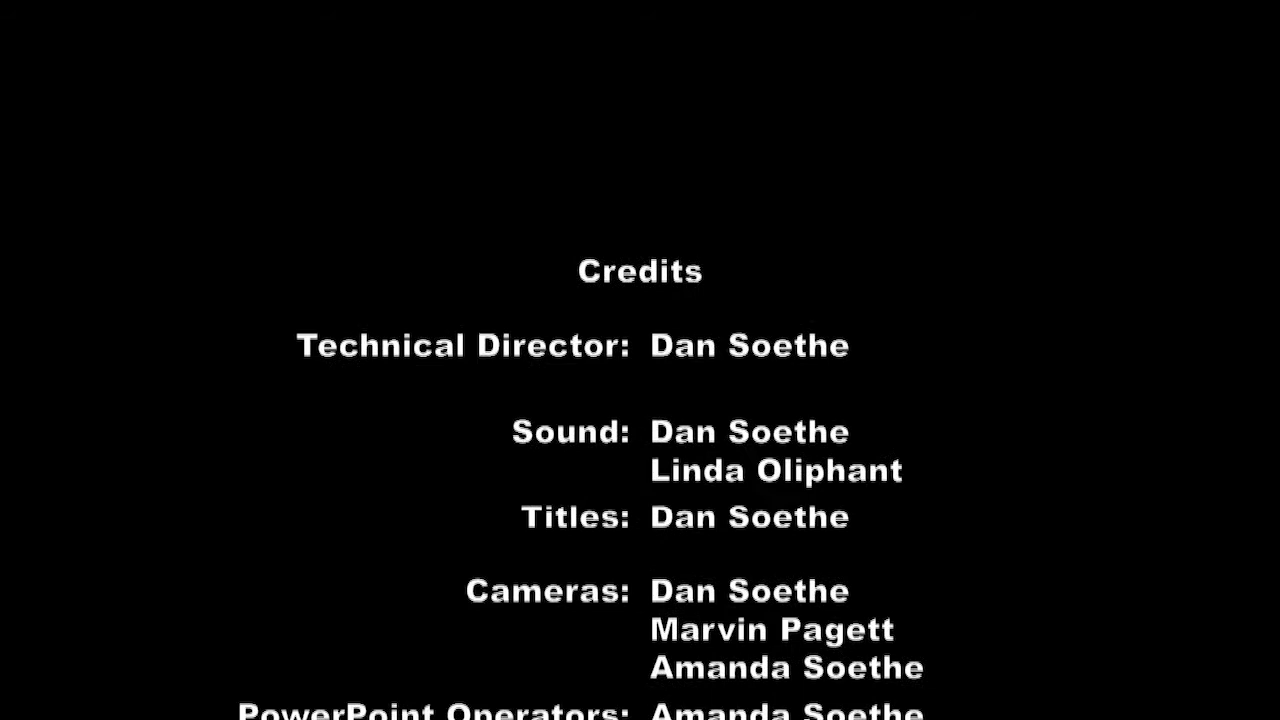 Credits
Technical Director: Dan Soethe
Sound: Dan Soethe
Linda Oliphant
Titles: Dan Soethe
Cameras: Dan Soethe
Marvin Pagett
Amanda Soethe
PowerPoint Operators: Amanda Soethe